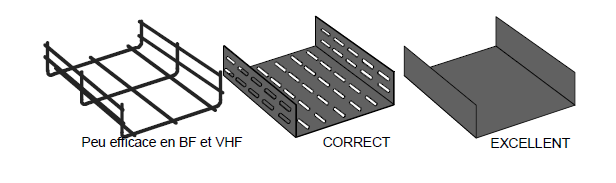 Peu efficace en BF et VHF
CORRECT
EXCELLENT